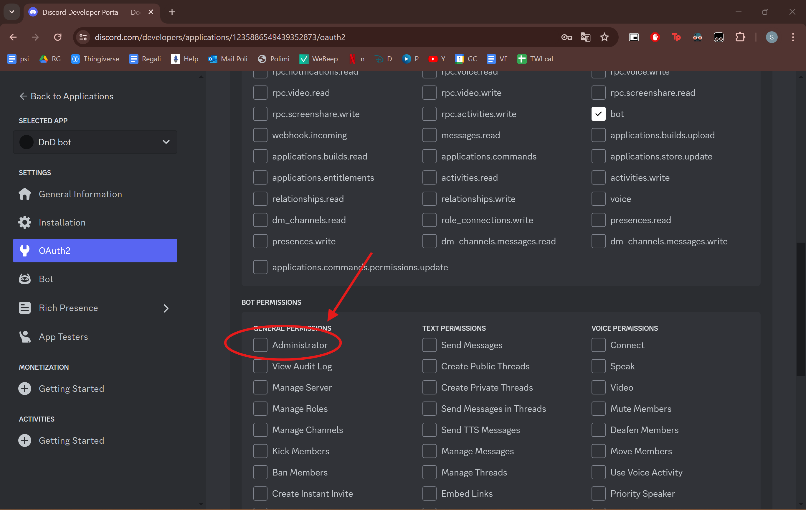 Discord Developer Porta
Do
discord.com/developers/applications/1235886549439352873/oauth2
S
psi
RG
Thingiverse
Regali
Help
Mail Poli
Polimi
WeBeep
n
D
P
Y
GC
VI
TWI cal
Back to Applications
SELECTED APP
DnD bot
SETTINGS
General Information
Installation
OAuth2
Bot
Rich Presence
App Testers
MONETIZATION
Getting Started
ACTIVITIES
Getting Started
rpc.notifications.read
rpc.voice.read
rpc.voice.write
rpc.video.read
rpc.video.write
rpc.screenshare.read
rpc.screenshare.write
rpc.activities.write
bot
webhook.incoming
messages.read
applications.builds.upload
applications.builds.read
applications.commands
applications.store.update
applications.entitlements
activities.read
activities.write
relationships.read
relationships.write
voice
dm_channels.read
role_connections.write
presences.read
presences.write
dm_channels.messages.read
dm_channels.messages.write
applications.commands.permissions.update
BOT PERMISSIONS
GENERAL PERMISSIONS
Administrator
View Audit Log
Manage Server
Manage Roles
Manage Channels
Kick Members
Ban Members
Create Instant Invite
TEXT PERMISSIONS
Send Messages
Create Public Threads
Create Private Threads
Send Messages in Threads
Send TTS Messages
Manage Messages
Manage Threads
Embed Links
VOICE PERMISSIONS
Connect
Speak
Video
Mute Members
Deafen Members
Move Members
Use Voice Activity
Priority Speaker